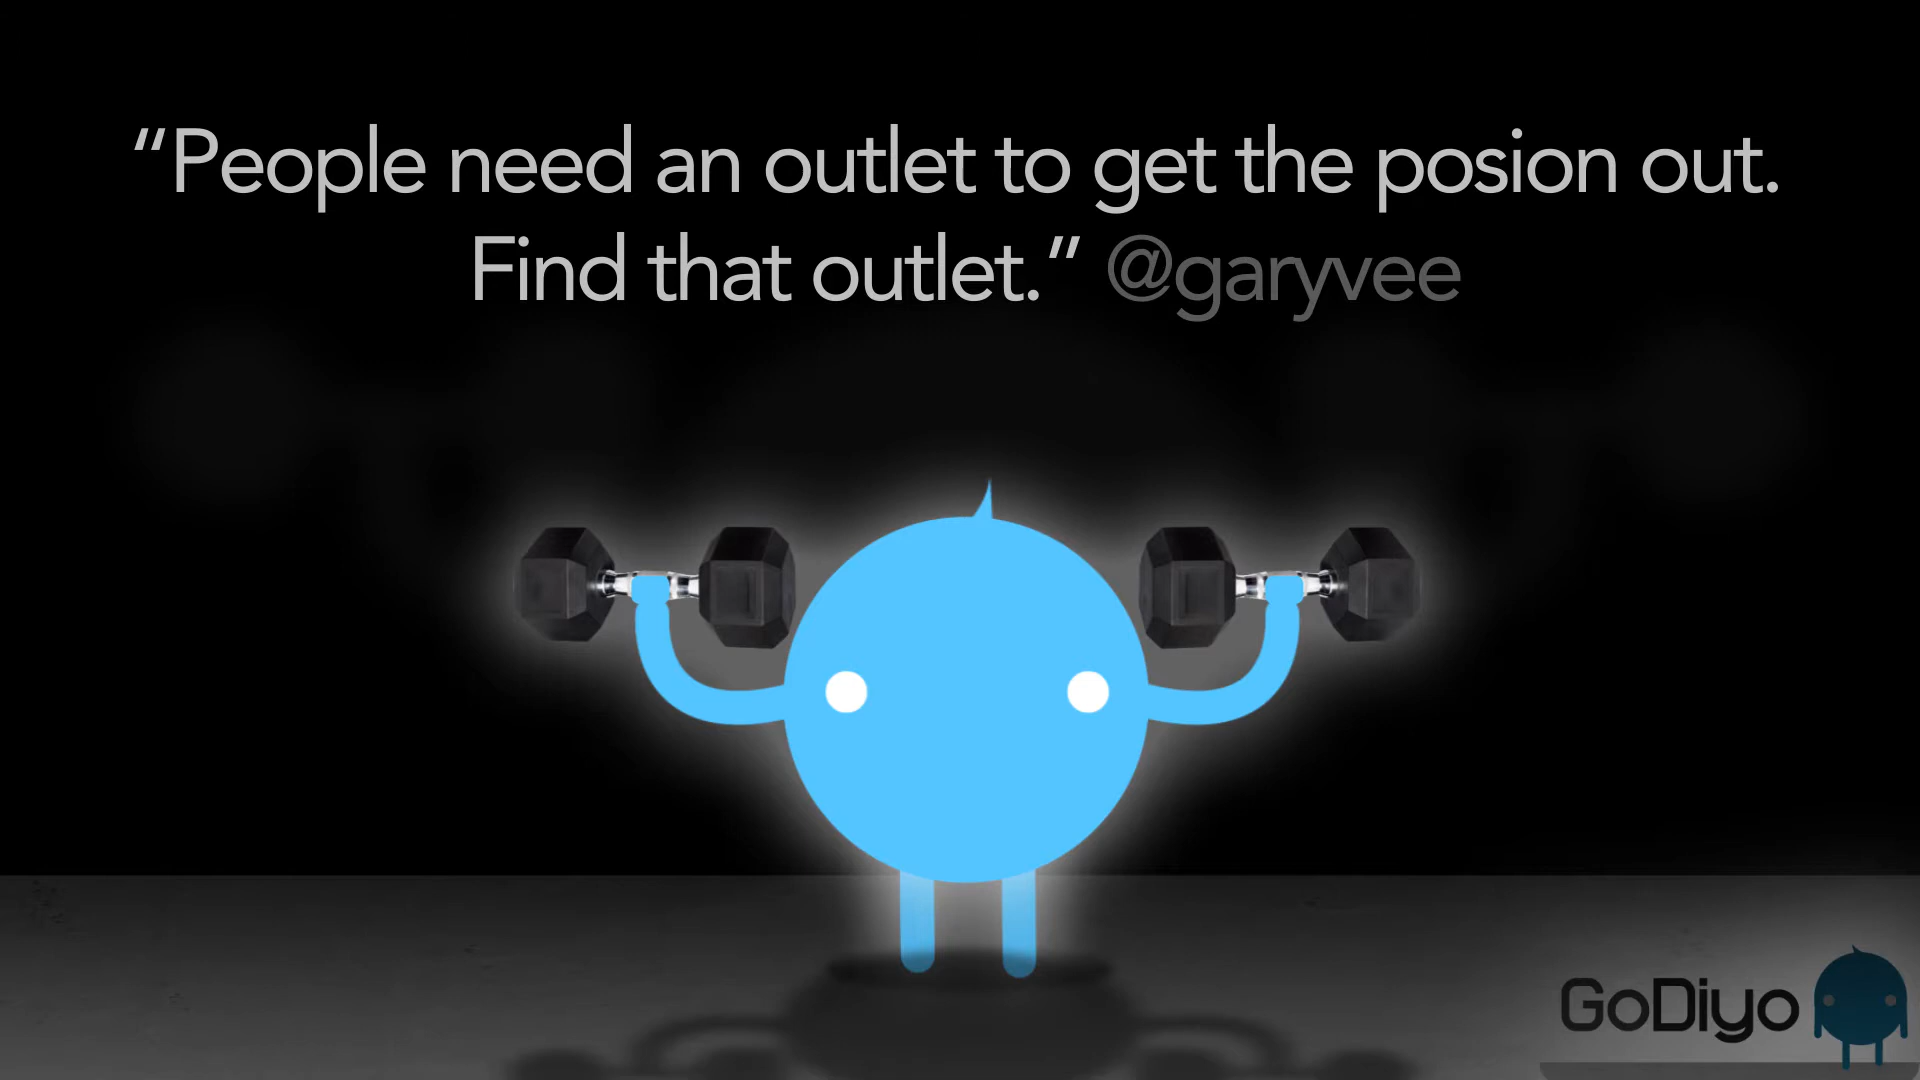 “People need an outlet to get the posion out.
Find that outlet.” @garyvee
GoDiyo